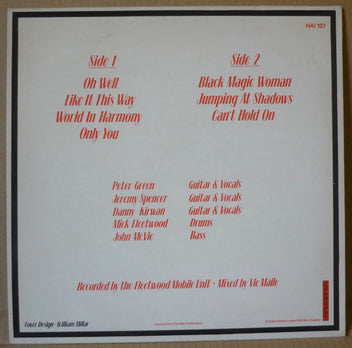 HAI 107
Side 1
Oh Well
Like It This Way
World In Harmony
Only You
Side 2
Black Magic Woman
Jumping At Shadows
Can't Hold On
Peter Green Guitar & Vocals
Jeremy Spencer Guitar & Vocals
Danny Kirwan Guitar & Vocals
Mick Fleetwood Drums
John McVie Bass
Recorded by the Fleetwood Mobile Unit · Mixed by Vic Maile
Cover Design · William Millar